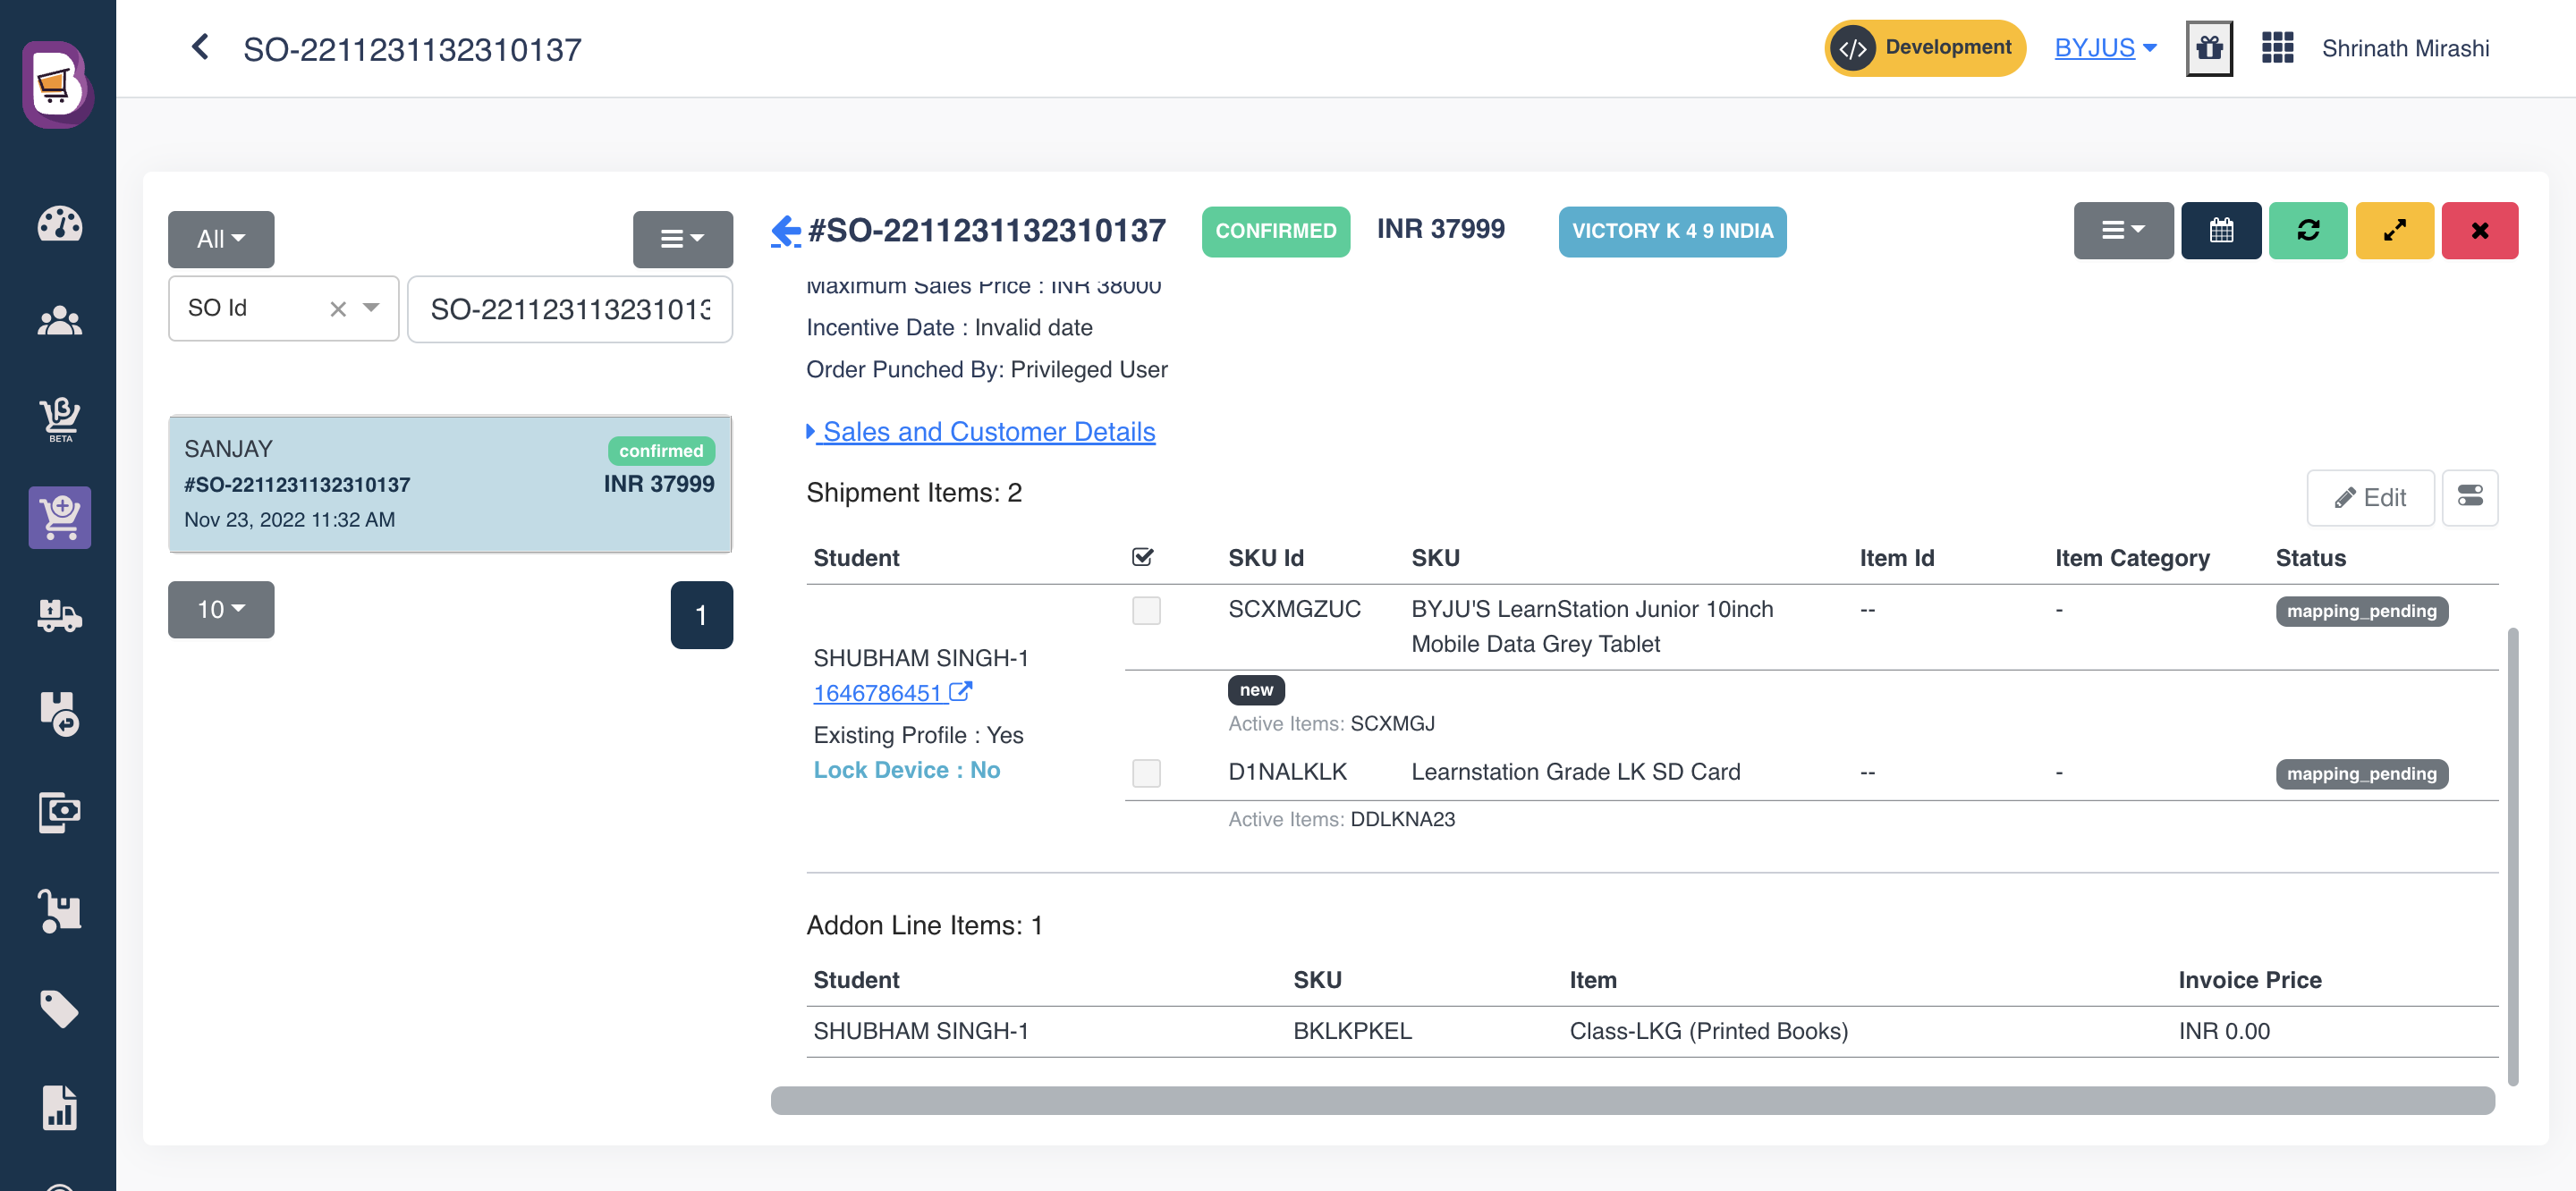 SO-2211231132310137
Development
BYJUS
Shrinath Mirashi
BETA
All
SO Id
SO-221123113231013
SANJAY
confirmed
#SO-2211231132310137
INR 37999
Nov 23, 2022 11:32 AM
10
1
#SO-2211231132310137
CONFIRMED
INR 37999
VICTORY K 4 9 INDIA
Maximum Sales Price : INR 38000
Incentive Date : Invalid date
Order Punched By: Privileged User
Sales and Customer Details
Shipment Items: 2
Edit
Student SKU Id SKU Item Id Item Category Status
SHUBHAM SINGH-1
1646786451
Existing Profile : Yes
Lock Device : No
SCXMGZUC BYJU'S LearnStation Junior 10inch -- - mapping_pending
Mobile Data Grey Tablet
new
Active Items: SCXMGJ
D1NALKLK Learnstation Grade LK SD Card -- - mapping_pending
Active Items: DDLKNA23
Addon Line Items: 1
Student SKU Item Invoice Price
SHUBHAM SINGH-1 BKLKPKEL Class-LKG (Printed Books) INR 0.00